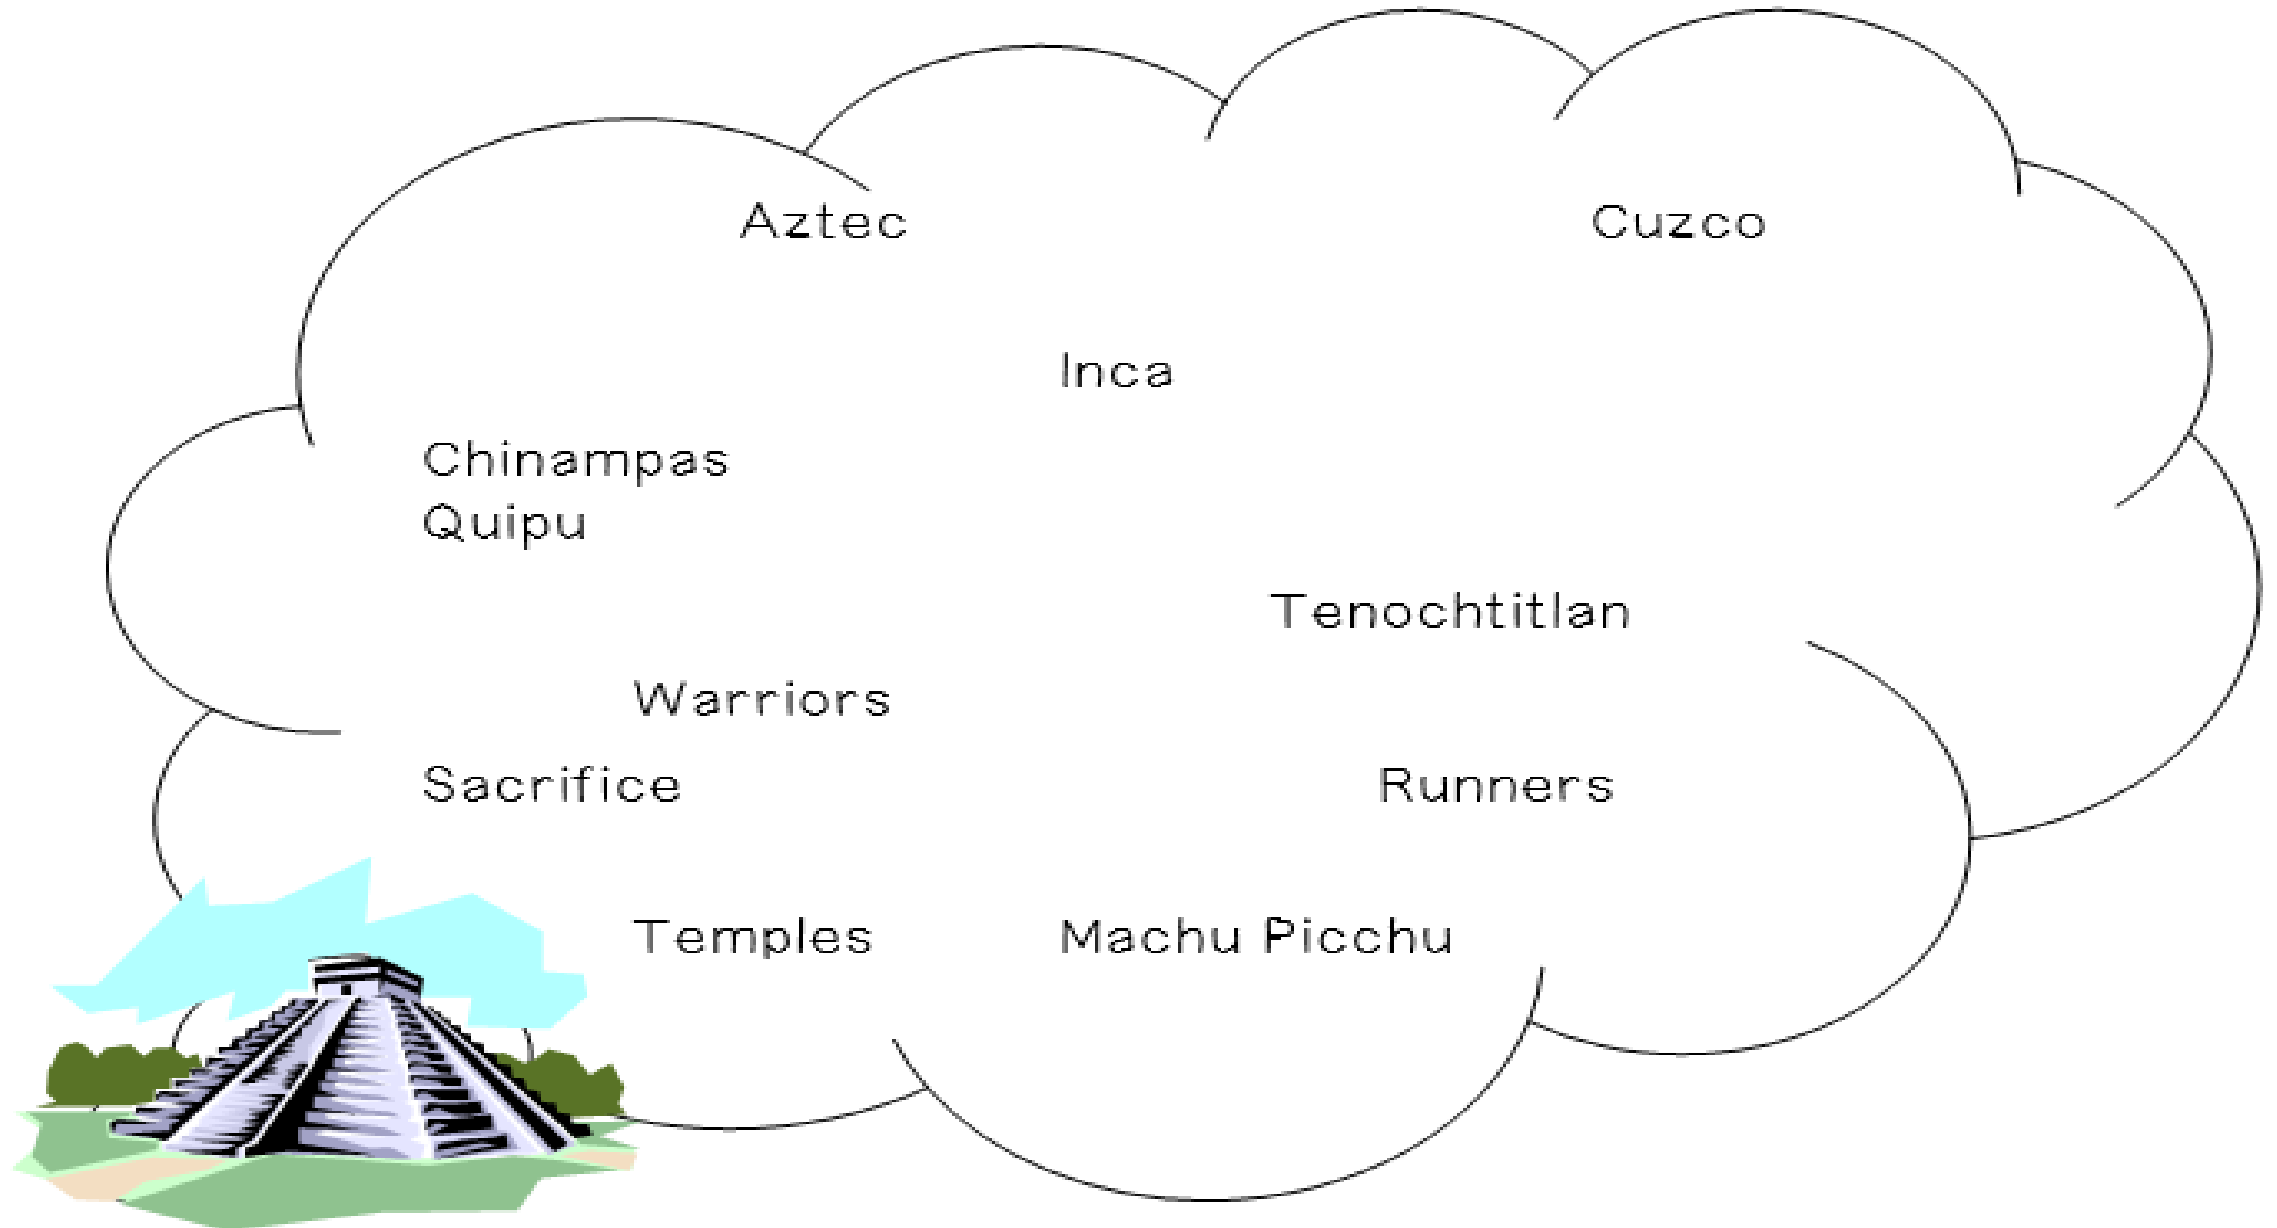 Aztec Cuzco
Inca
Chinampas
Quipu
Tenochtitlan
Warriors
Sacrifice Runners
Temples Machu Picchu